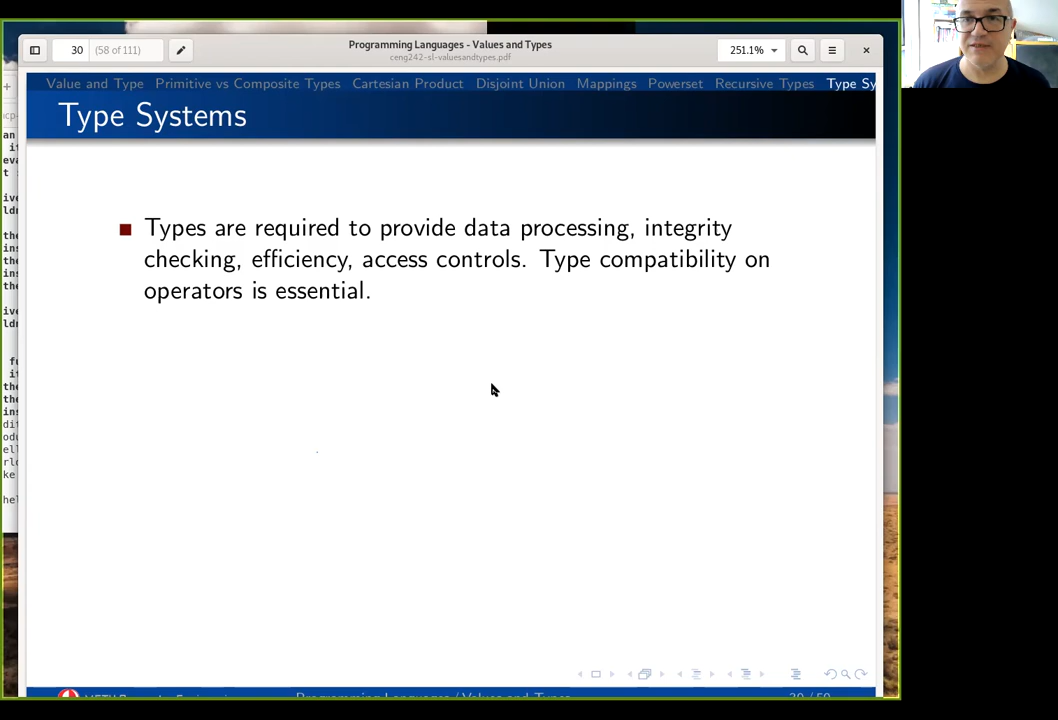 30 (58 of 111)
Programming Languages - Values and Types
ceng242-sl-valuesandtypes.pdf
251.1%
Value and Type Primitive vs Composite Types Cartesian Product Disjoint Union Mappings Powerset Recursive Types Type Sy
Type Systems
Types are required to provide data processing, integrity
checking, efficiency, access controls. Type compatibility on
operators is essential.
Programming Languages / Values and Types